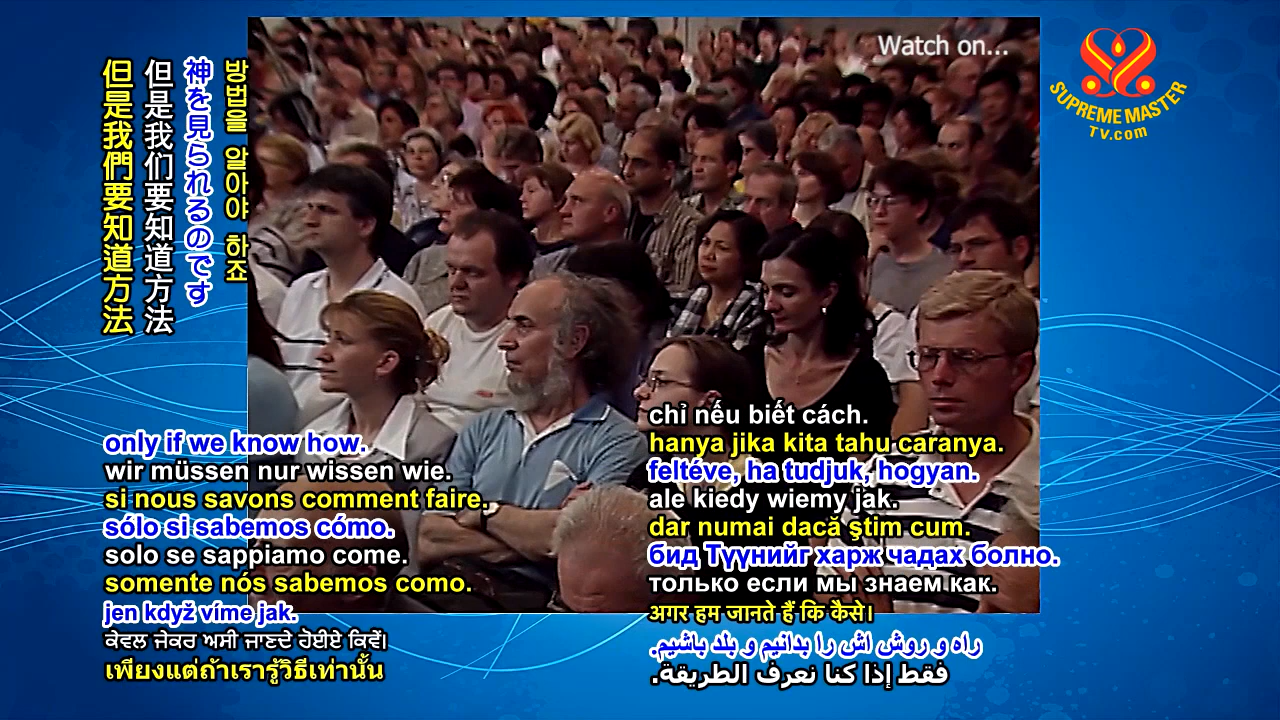 Watch on...
SUPREME MASTER
TV.com
但是我們要知道方法
但是我们要知道方法
神を見られるのです
방법을 알아야 하죠
only if we know how.
wir müssen nur wissen wie.
si nous savons comment faire.
sólo si sabemos cómo.
solo se sappiamo come.
somente nós sabemos como.
jen když víme jak.
ਕੇਵਲ ਜੇਕਰ ਅਸੀ ਜਾਣਦੇ ਹੋਈਏ ਕਿਵੇਂ।
เพียงแต่ถ้าเรารู้วิธีเท่านั้น
chỉ nếu biết cách.
hanya jika kita tahu caranya.
feltéve, ha tudjuk, hogyan.
ale kiedy wiemy jak.
dar numai dacă ştim cum.
бид Түүнийг харж чадах болно.
только если мы знаем как.
अगर हम जानते हैं कि कैसे।
راه و روش اش را بدانیم و بلد باشیم.
فقط إذا كنا نعرف الطريقة.